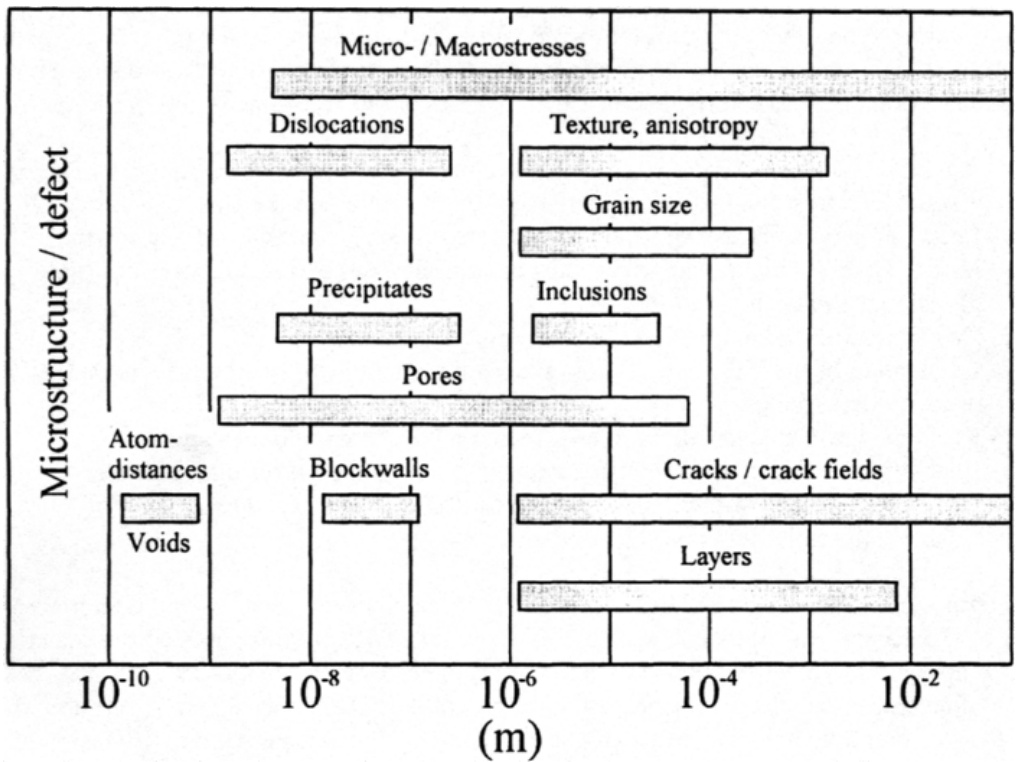 Microstructure / defect
Micro- / Macrostresses
Dislocations
Texture, anisotropy
Grain size
Precipitates
Inclusions
Pores
Atom-
distances
Blockwalls
Cracks / crack fields
Voids
Layers
10⁻¹⁰ 10⁻⁸ 10⁻⁶ 10⁻⁴ 10⁻²
(m)